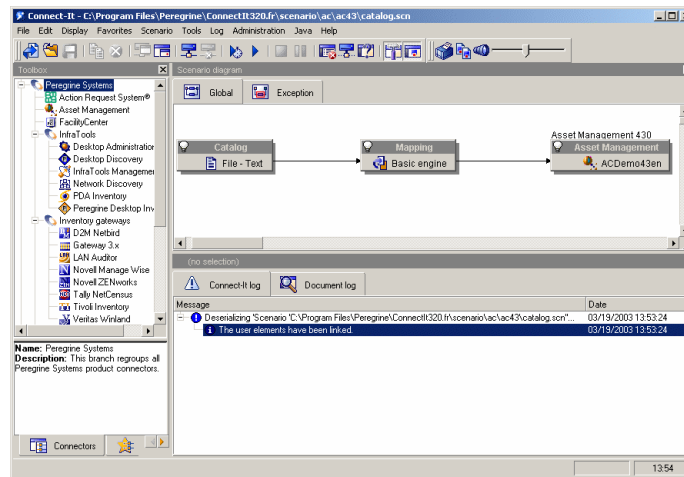 Connect-It - C:\Program Files\Peregrine\ConnectIt320.fr\scenario\ac\ac43\catalog.scn
File Edit Display Favorites Scenario Tools Log Administration Java Help
Toolbox
Peregrine Systems
Action Request System®
Asset Management
FacilityCenter
InfraTools
Desktop Administration
Desktop Discovery
InfraTools Managemer
Network Discovery
PDA Inventory
Peregrine Desktop Inv
Inventory gateways
D2M Netbird
Gateway 3.x
LAN Auditor
Novell Manage Wise
Novell ZENworks
Tally NetCensus
Tivoli Inventory
Veritas Winland
Name: Peregrine Systems
Description: This branch regroups all
Peregrine Systems product connectors.
Connectors
Scenario diagram
Global Exception
Asset Management 430
Catalog Mapping Asset Management
File - Text Basic engine ACDemo43en
(no selection)
Connect-It log Document log
Message Date
Deserializing 'Scenario 'C:\Program Files\Peregrine\ConnectIt320.fr\scenario\ac\ac43\catalog.scn''... 03/19/2003 13:53:24
The user elements have been linked. 03/19/2003 13:53:24
13:54